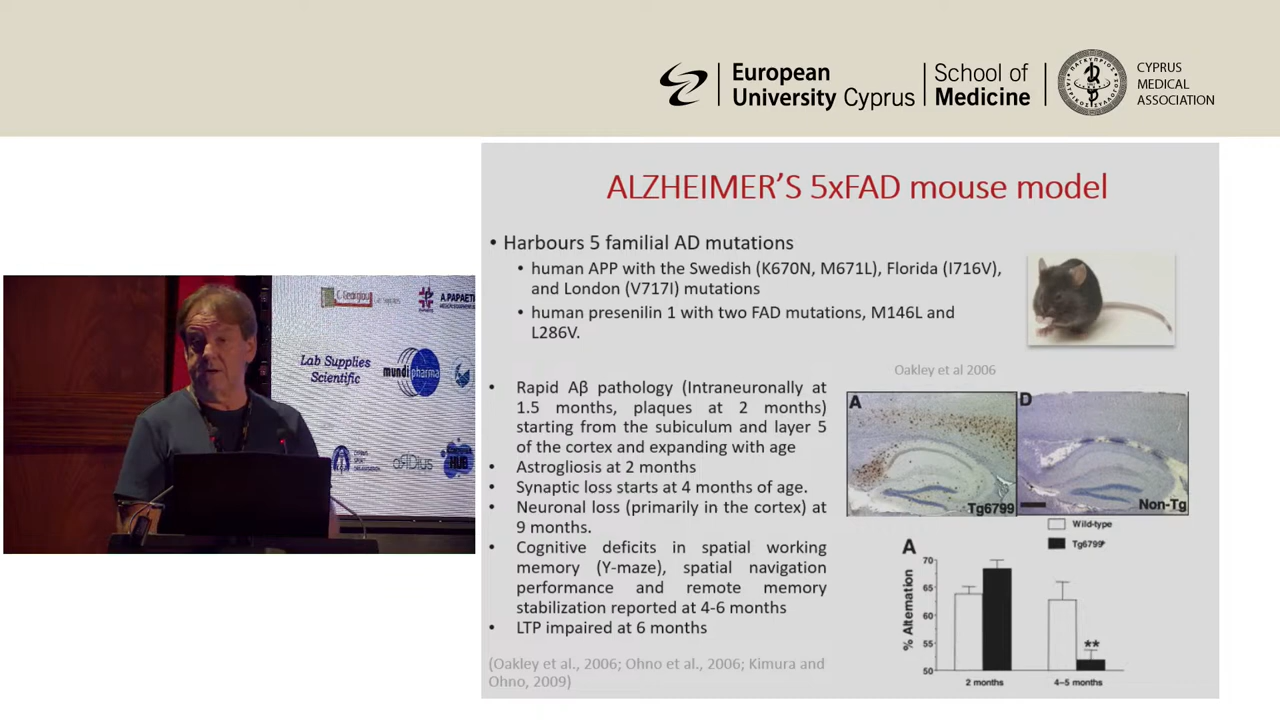 European
University Cyprus
School of
Medicine
CYPRUS
MEDICAL
ASSOCIATION
ALZHEIMER'S 5xFAD mouse model
• Harbours 5 familial AD mutations
• human APP with the Swedish (K670N, M671L), Florida (I716V),
and London (V717I) mutations
• human presenilin 1 with two FAD mutations, M146L and
L286V.
Oakley et al 2006
• Rapid Aβ pathology (Intraneuronally at
1.5 months, plaques at 2 months)
starting from the subiculum and layer 5
of the cortex and expanding with age
• Astrogliosis at 2 months
• Synaptic loss starts at 4 months of age.
• Neuronal loss (primarily in the cortex) at
9 months.
• Cognitive deficits in spatial working
memory (Y-maze), spatial navigation
performance and remote memory
stabilization reported at 4-6 months
• LTP impaired at 6 months
(Oakley et al., 2006; Ohno et al., 2006; Kimura and
Ohno, 2009)
A
D
Tg6799
Non-Tg
Wild-type
Tg6799
A
% Alternation
70
65
60
55
50
**
2 months
4–5 months
A. PAPAET
Lab Supplies
Scientific
mundipharma
HUB